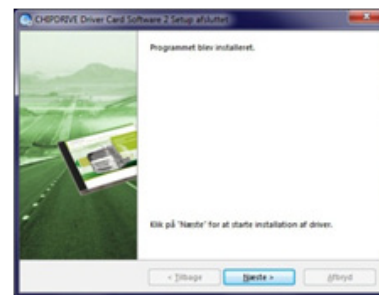 CHIPDRIVE Driver Card Software 2 Setup afsluttet
Programmet blev installeret.
Klik på 'Næste' for at starte installation af driver.
< Tilbage
Næste >
Afbryd